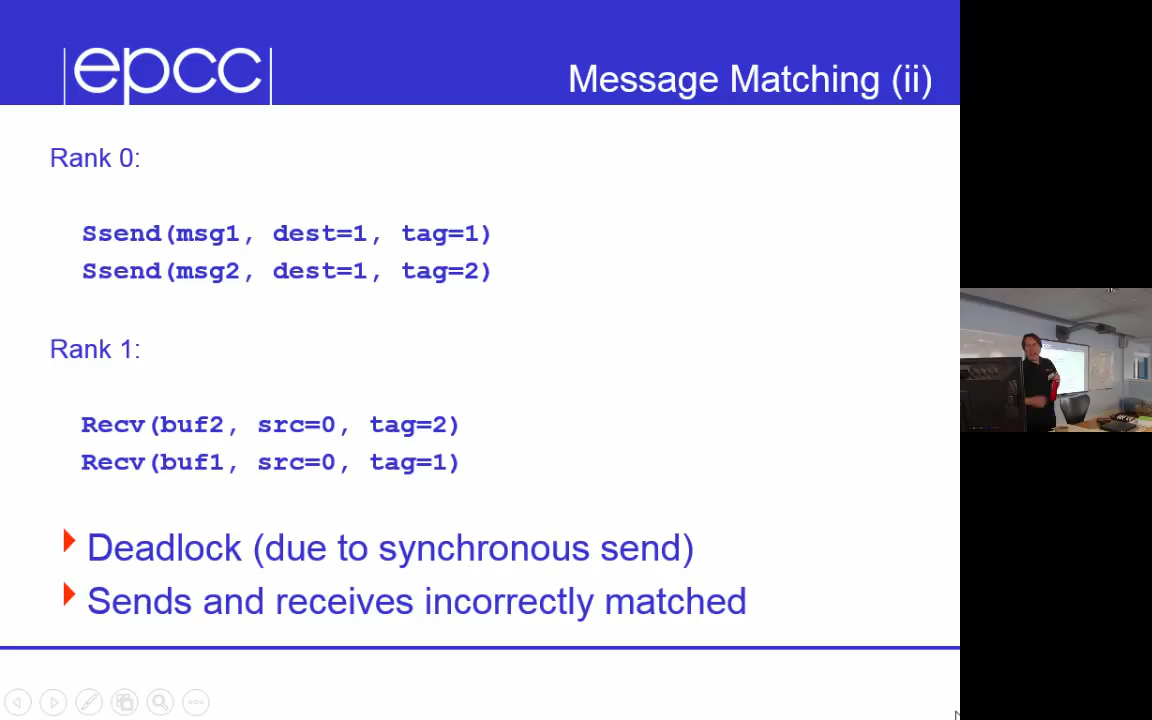 |epcc|
Message Matching (ii)
Rank 0:
Ssend(msg1, dest=1, tag=1)
Ssend(msg2, dest=1, tag=2)
Rank 1:
Recv(buf2, src=0, tag=2)
Recv(buf1, src=0, tag=1)
Deadlock (due to synchronous send)
Sends and receives incorrectly matched